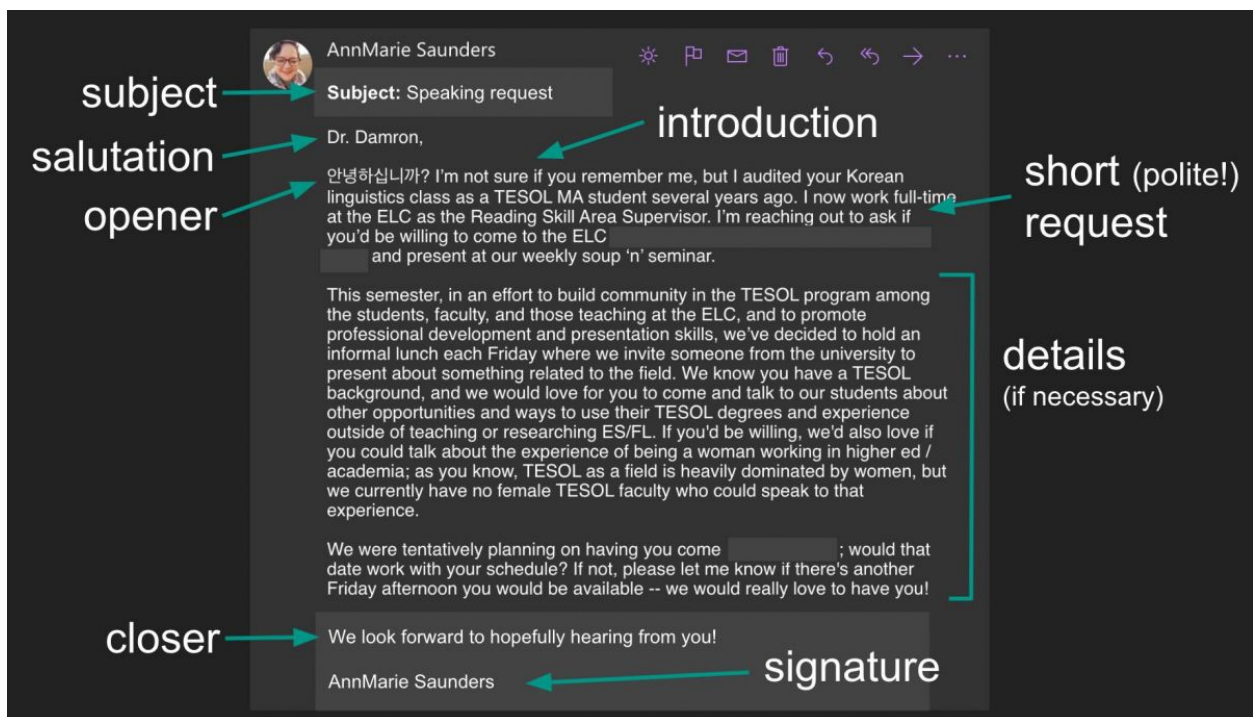 AnnMarie Saunders
subject
Subject: Speaking request
introduction
salutation
Dr. Damron,
opener
안녕하십니까? I'm not sure if you remember me, but I audited your Korean
linguistics class as a TESOL MA student several years ago. I now work full-time
at the ELC as the Reading Skill Area Supervisor. I'm reaching out to ask if
you'd be willing to come to the ELC
and present at our weekly soup 'n' seminar.
short (polite!)
request
This semester, in an effort to build community in the TESOL program among
the students, faculty, and those teaching at the ELC, and to promote
professional development and presentation skills, we've decided to hold an
informal lunch each Friday where we invite someone from the university to
present about something related to the field. We know you have a TESOL
background, and we would love for you to come and talk to our students about
other opportunities and ways to use their TESOL degrees and experience
outside of teaching or researching ES/FL. If you'd be willing, we'd also love if
you could talk about the experience of being a woman working in higher ed /
academia; as you know, TESOL as a field is heavily dominated by women, but
we currently have no female TESOL faculty who could speak to that
experience.
We were tentatively planning on having you come ; would that
date work with your schedule? If not, please let me know if there's another
Friday afternoon you would be available -- we would really love to have you!
details
(if necessary)
closer
We look forward to hopefully hearing from you!
signature
AnnMarie Saunders